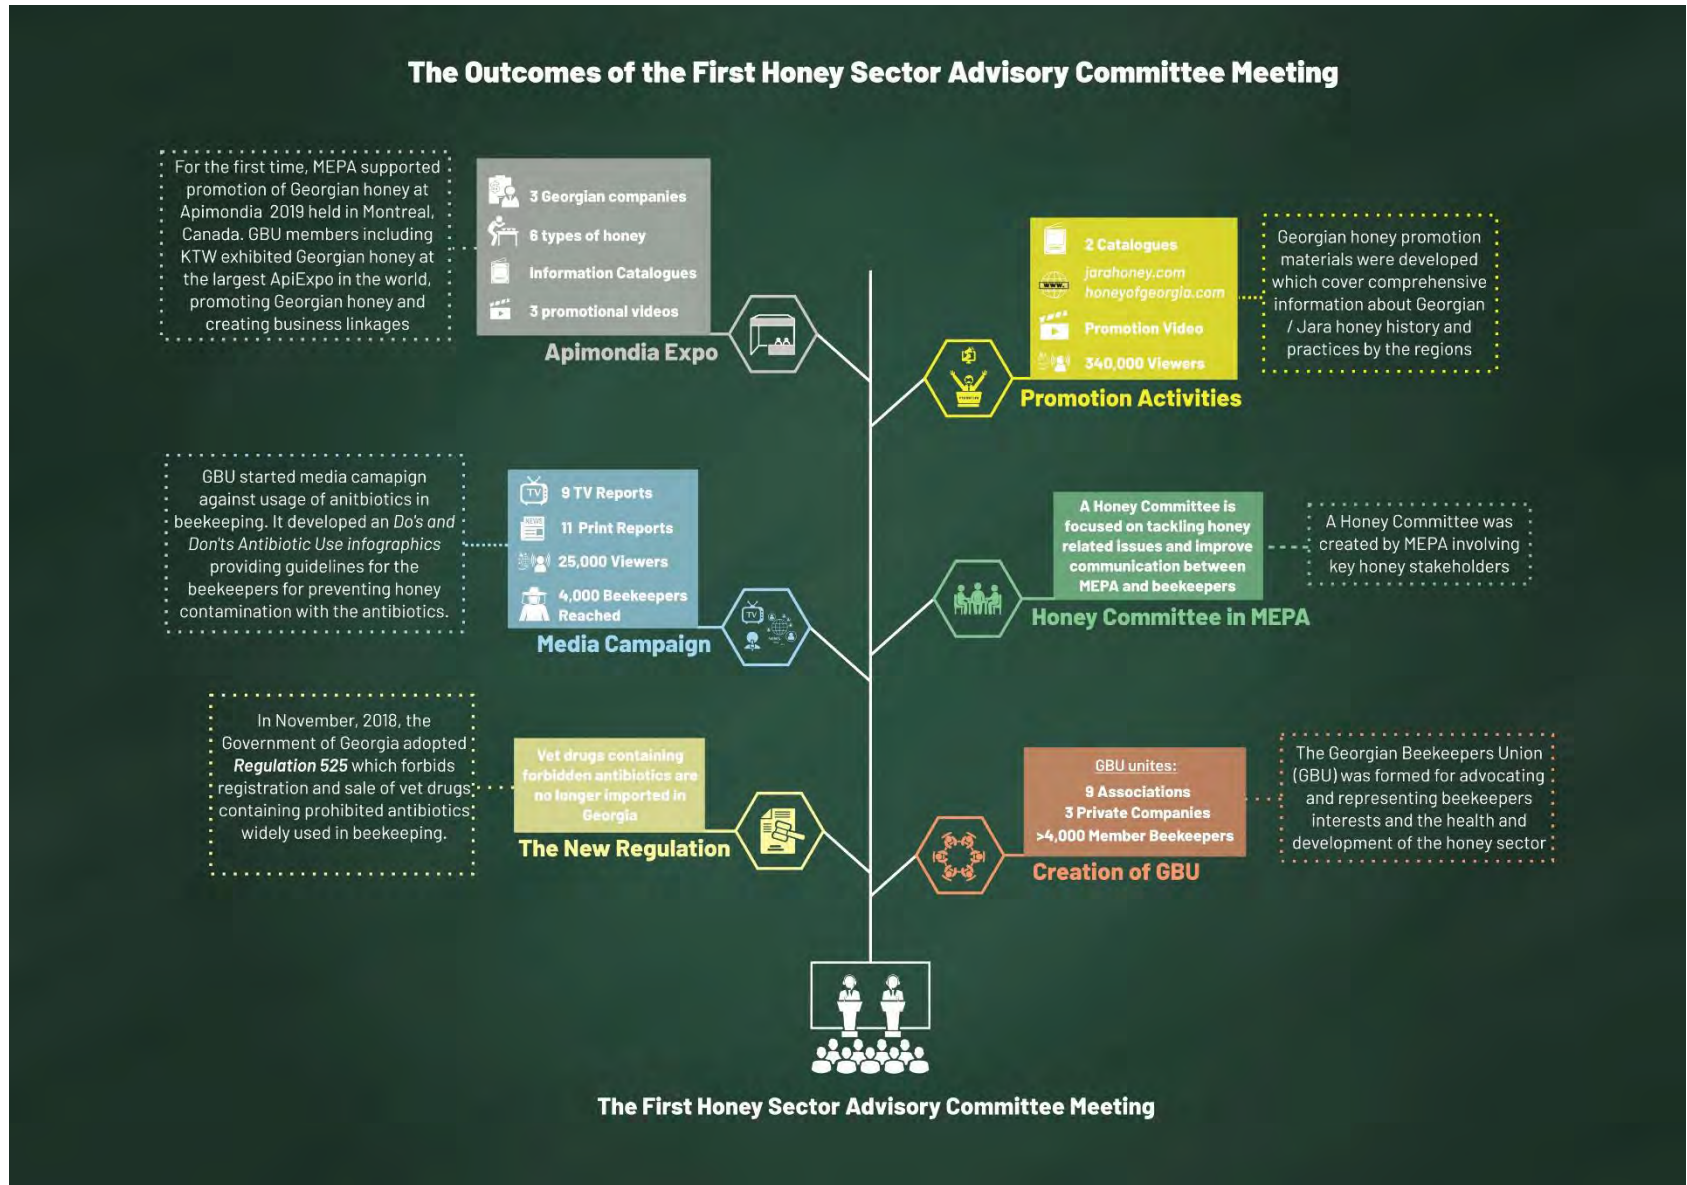 The Outcomes of the First Honey Sector Advisory Committee Meeting
For the first time, MEPA supported
promotion of Georgian honey at
Apimondia 2019 held in Montreal,
Canada. GBU members including
KTW exhibited Georgian honey at
the largest ApiExpo in the world,
promoting Georgian honey and
creating business linkages
3 Georgian companies
6 types of honey
Information Catalogues
3 promotional videos
Apimondia Expo
2 Catalogues
www.
jarahoney.com
honeyofgeorgia.com
Promotion Video
340,000 Viewers
Promotion Activities
Georgian honey promotion
materials were developed
which cover comprehensive
information about Georgian
/ Jara honey history and
practices by the regions
GBU started media camapign
against usage of anitbiotics in
beekeeping. It developed an Do's and
Don'ts Antibiotic Use infographics
providing guidelines for the
beekeepers for preventing honey
contamination with the antibiotics.
TV
9 TV Reports
NEWS
11 Print Reports
25,000 Viewers
4,000 Beekeepers
Reached
Media Campaign
TV
A Honey Committee is
focused on tackling honey
related issues and improve
communication between
MEPA and beekeepers
Honey Committee in MEPA
A Honey Committee was
created by MEPA involving
key honey stakeholders
In November, 2018, the
Government of Georgia adopted
Regulation 525 which forbids
registration and sale of vet drugs
containing prohibited antibiotics
widely used in beekeeping.
Vet drugs containing
forbidden antibiotics are
no longer imported in
Georgia
The New Regulation
GBU unites:
9 Associations
3 Private Companies
>4,000 Member Beekeepers
Creation of GBU
The Georgian Beekeepers Union
(GBU) was formed for advocating
and representing beekeepers
interests and the health and
development of the honey sector
The First Honey Sector Advisory Committee Meeting